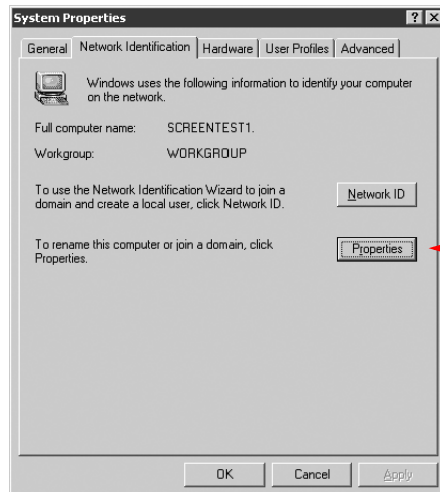 System Properties
General Network Identification Hardware User Profiles Advanced
Windows uses the following information to identify your computer
on the network.
Full computer name: SCREENTEST1.
Workgroup: WORKGROUP
To use the Network Identification Wizard to join a
domain and create a local user, click Network ID.
Network ID
To rename this computer or join a domain, click
Properties.
Properties
OK Cancel Apply